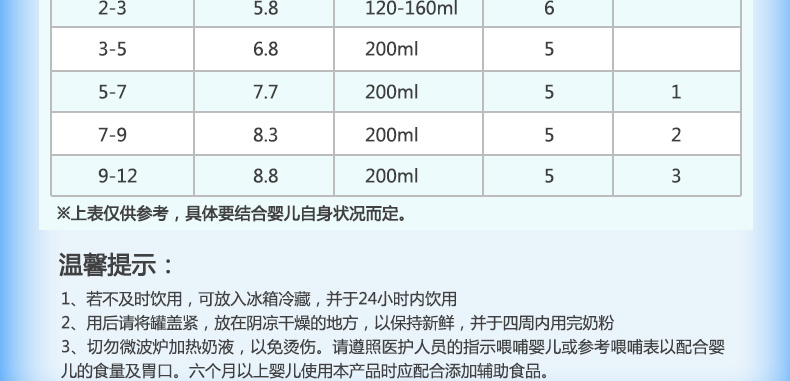 2-3 5.8 120-160ml 6
3-5 6.8 200ml 5
5-7 7.7 200ml 5 1
7-9 8.3 200ml 5 2
9-12 8.8 200ml 5 3
※上表仅供参考，具体要结合婴儿自身状况而定。
温馨提示：
1、若不及时饮用，可放入冰箱冷藏，并于24小时内饮用
2、用后请将罐盖紧，放在阴凉干燥的地方，以保持新鲜，并于四周内用完奶粉
3、切勿微波炉加热奶液，以免烫伤。请遵照医护人员的指示喂哺婴儿或参考喂哺表以配合婴
儿的食量及胃口。六个月以上婴儿使用本产品时应配合添加辅助食品。